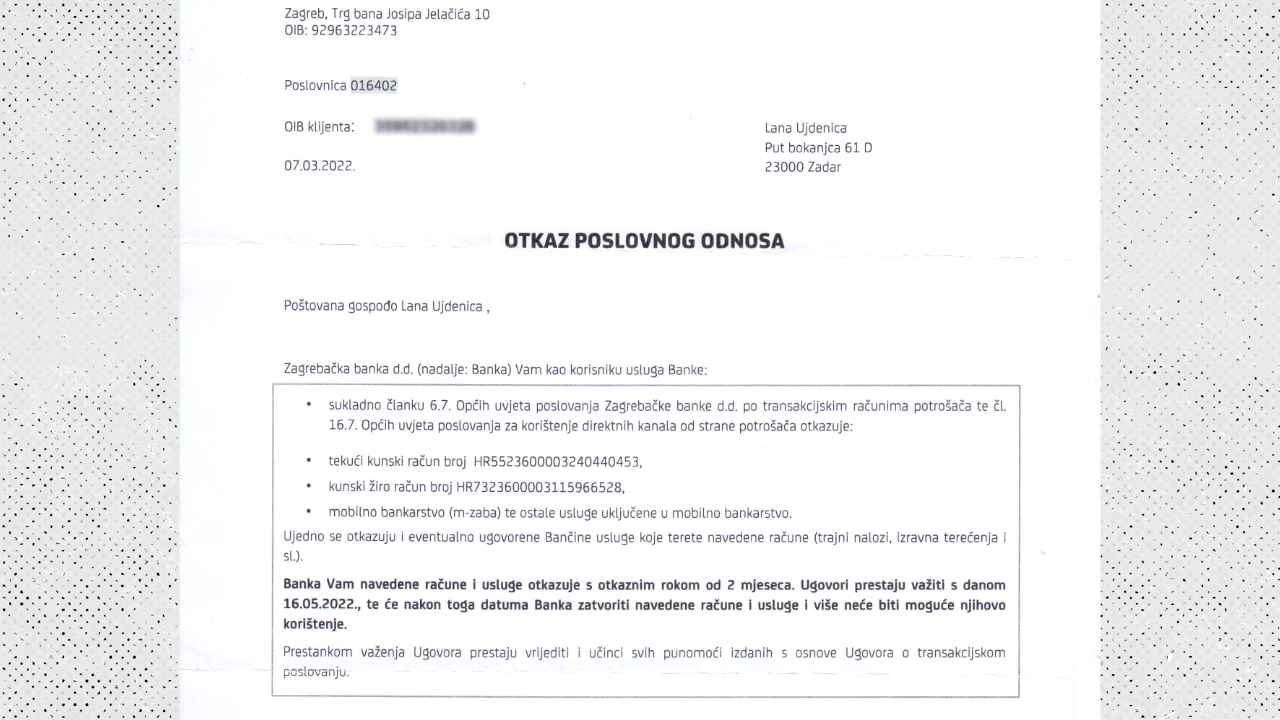 Zagreb, Trg bana Josipa Jelačića 10
OIB: 92963223473
Poslovnica 016402
OIB klijenta:
Lana Ujdenica
Put bokanjca 61 D
23000 Zadar
07.03.2022.
OTKAZ POSLOVNOG ODNOSA
Poštovana gospođo Lana Ujdenica ,
Zagrebačka banka d.d. (nadalje: Banka) Vam kao korisniku usluga Banke:
• sukladno članku 6.7. Općih uvjeta poslovanja Zagrebačke banke d.d. po transakcijskim računima potrošača te čl.
16.7. Općih uvjeta poslovanja za korištenje direktnih kanala od strane potrošača otkazuje:
• tekući kunski račun broj HR5523600003240440453,
• kunski žiro račun broj HR7323600003115966528,
• mobilno bankarstvo (m-zaba) te ostale usluge uključene u mobilno bankarstvo.
Ujedno se otkazuju i eventualno ugovorene Bančine usluge koje terete navedene račune (trajni nalozi, izravna terećenja i
sl.).
Banka Vam navedene račune i usluge otkazuje s otkaznim rokom od 2 mjeseca. Ugovori prestaju važiti s danom
16.05.2022., te će nakon toga datuma Banka zatvoriti navedene račune i usluge i više neće biti moguće njihovo
korištenje.
Prestankom važenja Ugovora prestaju vrijediti i učinci svih punomoći izdanih s osnove Ugovora o transakcijskom
poslovanju.